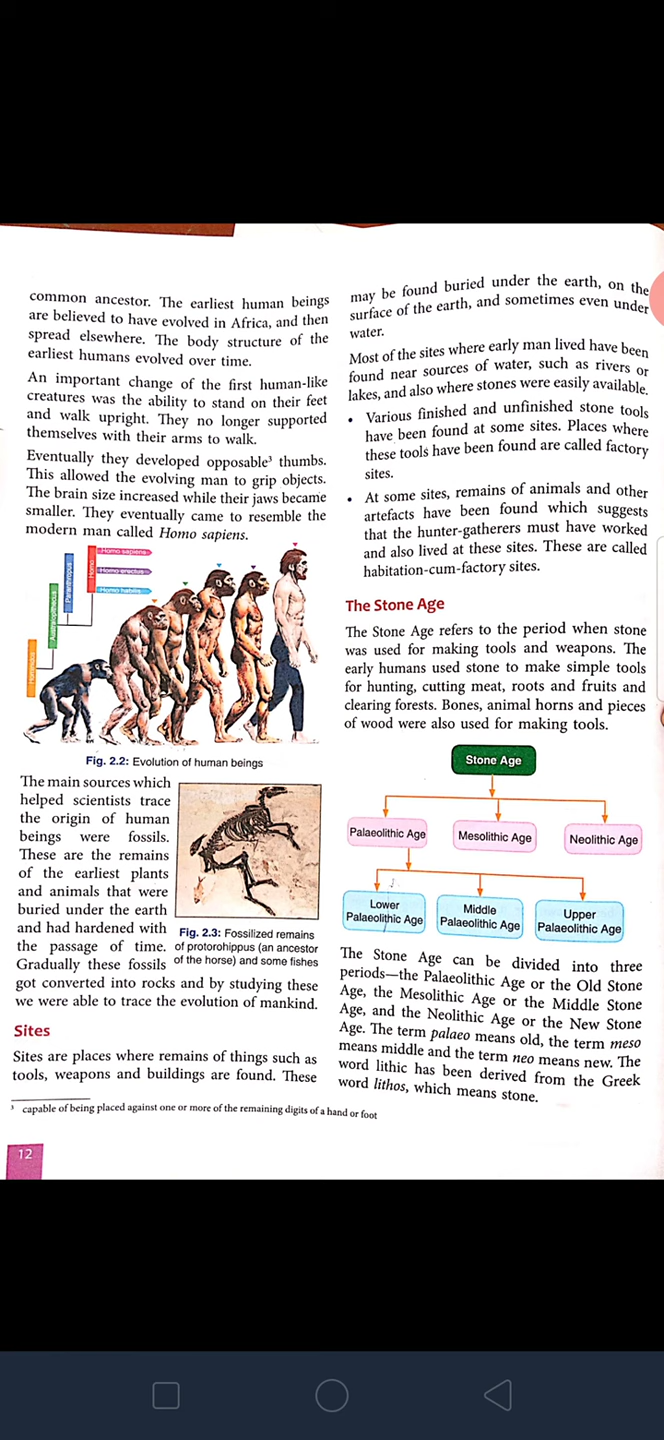 common ancestor. The earliest human beings
are believed to have evolved in Africa, and then
spread elsewhere. The body structure of the
earliest humans evolved over time.
An important change of the first human-like
creatures was the ability to stand on their feet
and walk upright. They no longer supported
themselves with their arms to walk.
Eventually they developed opposable³ thumbs.
This allowed the evolving man to grip objects.
The brain size increased while their jaws became
smaller. They eventually came to resemble the
modern man called Homo sapiens.
Homo sapiens
Homo erectus
Homo habilis
Homo
Paranthropus
Australopithecus
Fig. 2.2: Evolution of human beings
The main sources which
helped scientists trace
the origin of human
beings were fossils.
These are the remains
of the earliest plants
and animals that were
buried under the earth
and had hardened with
the passage of time.
Gradually these fossils
Fig. 2.3: Fossilized remains
of protorohippus (an ancestor
of the horse) and some fishes
got converted into rocks and by studying these
we were able to trace the evolution of mankind.
Sites
Sites are places where remains of things such as
tools, weapons and buildings are found. These
³ capable of being placed against one or more of the remaining digits of a hand or foot
12
may be found buried under the earth, on the
surface of the earth, and sometimes even under
water.
Most of the sites where early man lived have been
found near sources of water, such as rivers or
lakes, and also where stones were easily available.
• Various finished and unfinished stone tools
have been found at some sites. Places where
these tools have been found are called factory
sites.
• At some sites, remains of animals and other
artefacts have been found which suggests
that the hunter-gatherers must have worked
and also lived at these sites. These are called
habitation-cum-factory sites.
The Stone Age
The Stone Age refers to the period when stone
was used for making tools and weapons. The
early humans used stone to make simple tools
for hunting, cutting meat, roots and fruits and
clearing forests. Bones, animal horns and pieces
of wood were also used for making tools.
Stone Age
Palaeolithic Age
Mesolithic Age
Neolithic Age
Lower
Palaeolithic Age
Middle
Palaeolithic Age
Upper
Palaeolithic Age
The Stone Age can be divided into three
periods—the Palaeolithic Age or the Old Stone
Age, the Mesolithic Age or the Middle Stone
Age, and the Neolithic Age or the New Stone
Age. The term palaeo means old, the term meso
means middle and the term neo means new. The
word lithic has been derived from the Greek
word lithos, which means stone.